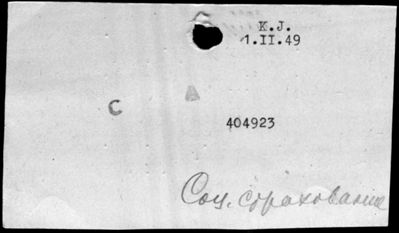 K.J.
1.II.49
С
404923
Соц. страхование